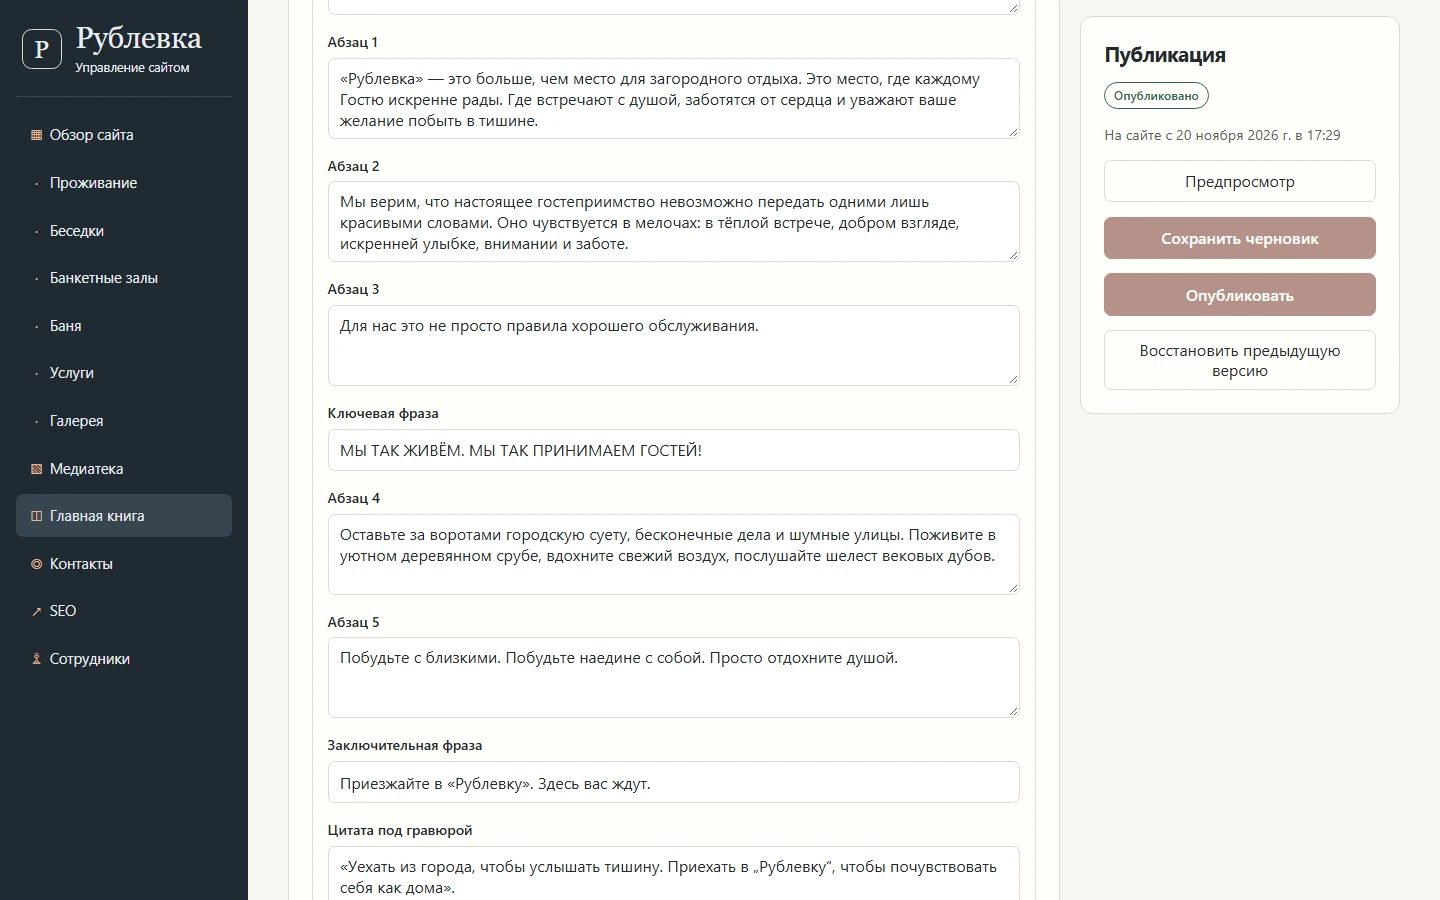 Р
Рублевка
Управление сайтом
Обзор сайта
Проживание
Беседки
Банкетные залы
Баня
Услуги
Галерея
Медиатека
Главная книга
Контакты
SEO
Сотрудники
Абзац 1
«Рублевка» — это больше, чем место для загородного отдыха. Это место, где каждому
Гостю искренне рады. Где встречают с душой, заботятся от сердца и уважают ваше
желание побыть в тишине.
Абзац 2
Мы верим, что настоящее гостеприимство невозможно передать одними лишь
красивыми словами. Оно чувствуется в мелочах: в тёплой встрече, добром взгляде,
искренней улыбке, внимании и заботе.
Абзац 3
Для нас это не просто правила хорошего обслуживания.
Ключевая фраза
МЫ ТАК ЖИВЁМ. МЫ ТАК ПРИНИМАЕМ ГОСТЕЙ!
Абзац 4
Оставьте за воротами городскую суету, бесконечные дела и шумные улицы. Поживите в
уютном деревянном срубе, вдохните свежий воздух, послушайте шелест вековых дубов.
Абзац 5
Побудьте с близкими. Побудьте наедине с собой. Просто отдохните душой.
Заключительная фраза
Приезжайте в «Рублевку». Здесь вас ждут.
Цитата под гравюрой
«Уехать из города, чтобы услышать тишину. Приехать в „Рублевку“, чтобы почувствовать
себя как дома».
Публикация
Опубликовано
На сайте с 20 ноября 2026 г. в 17:29
Предпросмотр
Сохранить черновик
Опубликовать
Восстановить предыдущую
версию